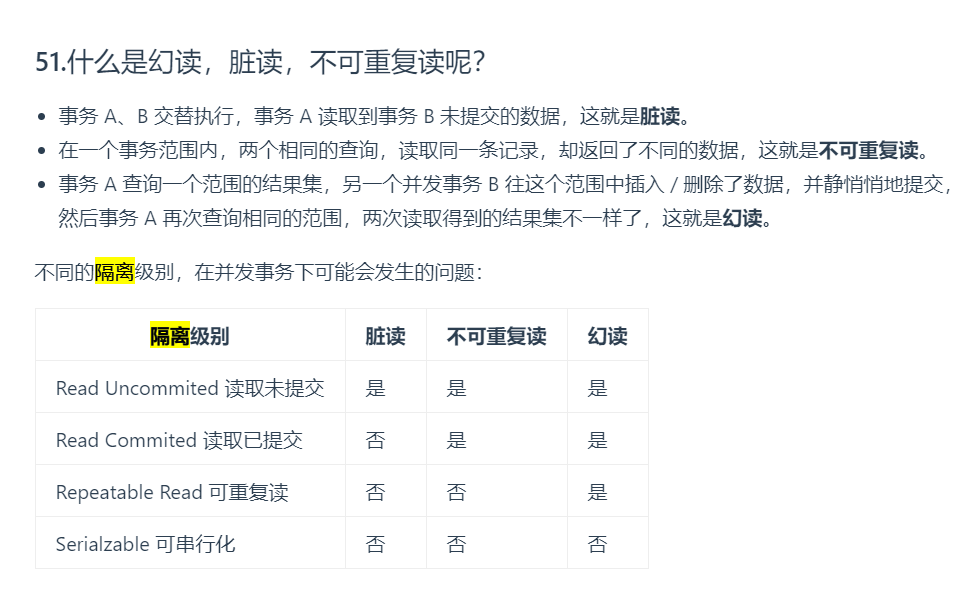 51.什么是幻读，脏读，不可重复读呢？
事务 A、B 交替执行，事务 A 读取到事务 B 未提交的数据，这就是脏读。
在一个事务范围内，两个相同的查询，读取同一条记录，却返回了不同的数据，这就是不可重复读。
事务 A 查询一个范围的结果集，另一个并发事务 B 往这个范围中插入 / 删除了数据，并静悄悄地提交，
然后事务 A 再次查询相同的范围，两次读取得到的结果集不一样了，这就是幻读。
不同的隔离级别，在并发事务下可能会发生的问题：
隔离级别 脏读 不可重复读 幻读
Read Uncommited 读取未提交 是 是 是
Read Commited 读取已提交 否 是 是
Repeatable Read 可重复读 否 否 是
Serialzable 可串行化 否 否 否